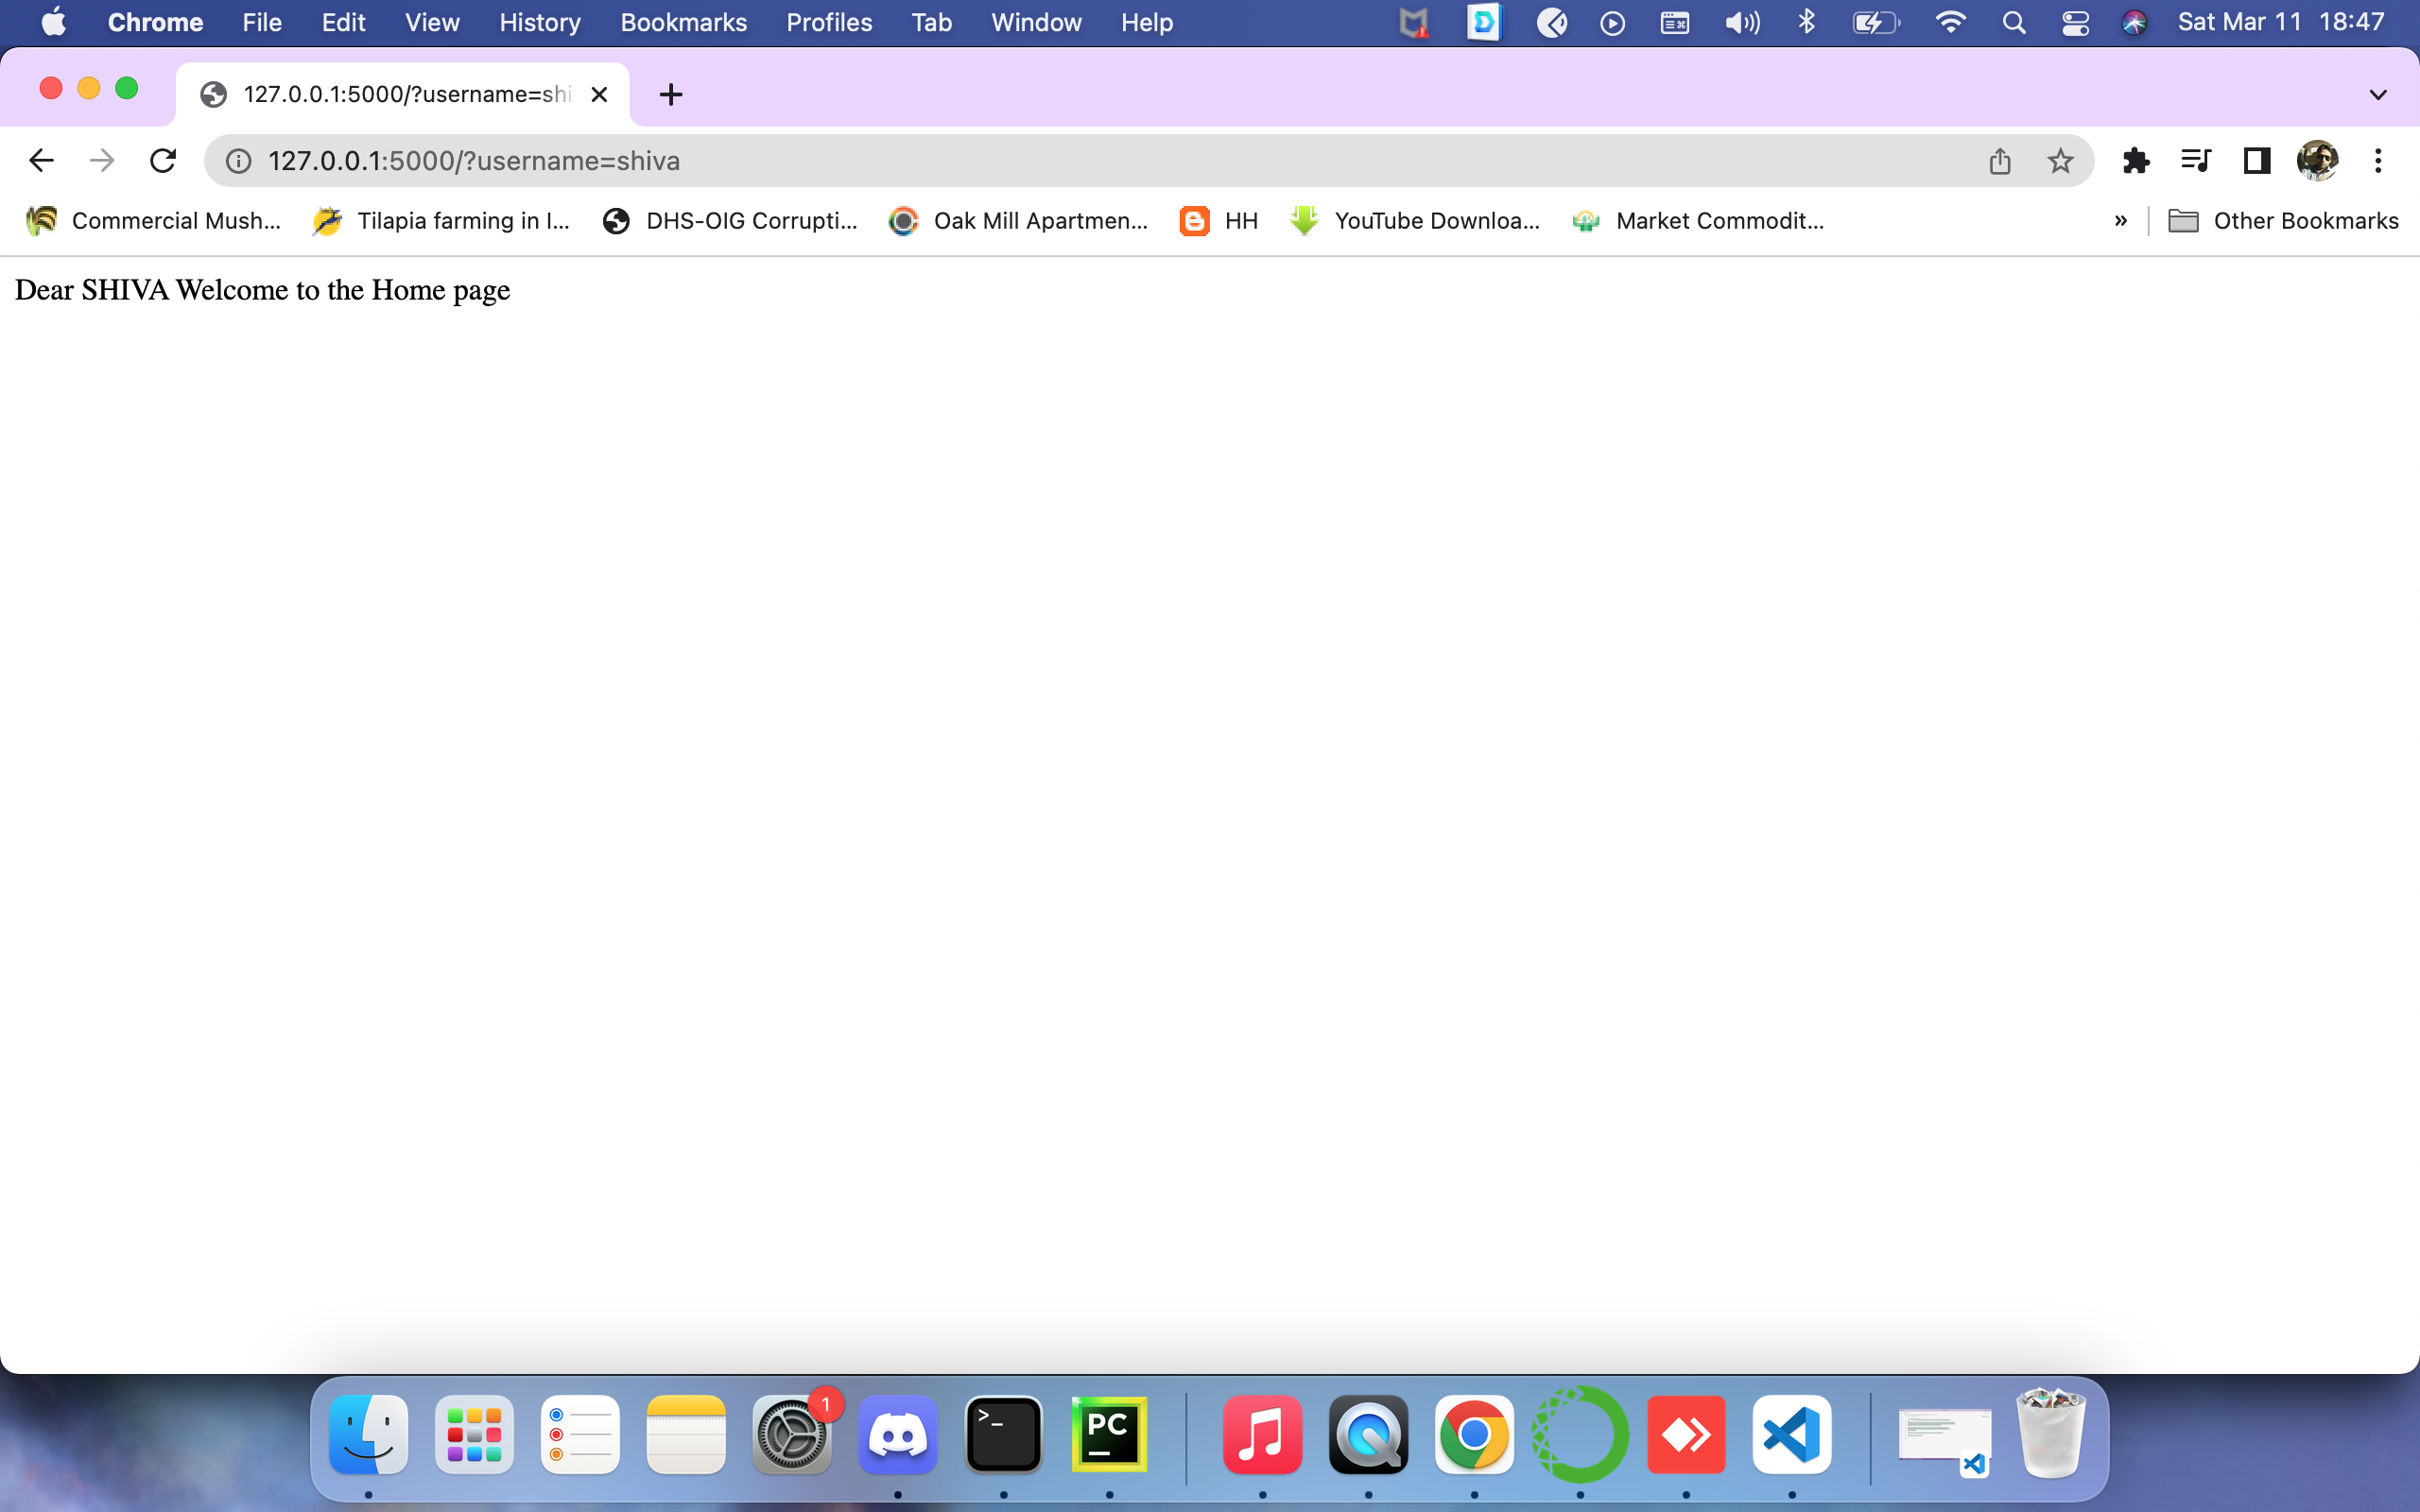 Chrome File Edit View History Bookmarks Profiles Tab Window Help Sat Mar 11 18:47
127.0.0.1:5000/?username=shi
127.0.0.1:5000/?username=shiva
Commercial Mush... Tilapia farming in I... DHS-OIG Corrupti... Oak Mill Apartmen... HH YouTube Downloa... Market Commodit... » Other Bookmarks
Dear SHIVA Welcome to the Home page
1
>_
PC